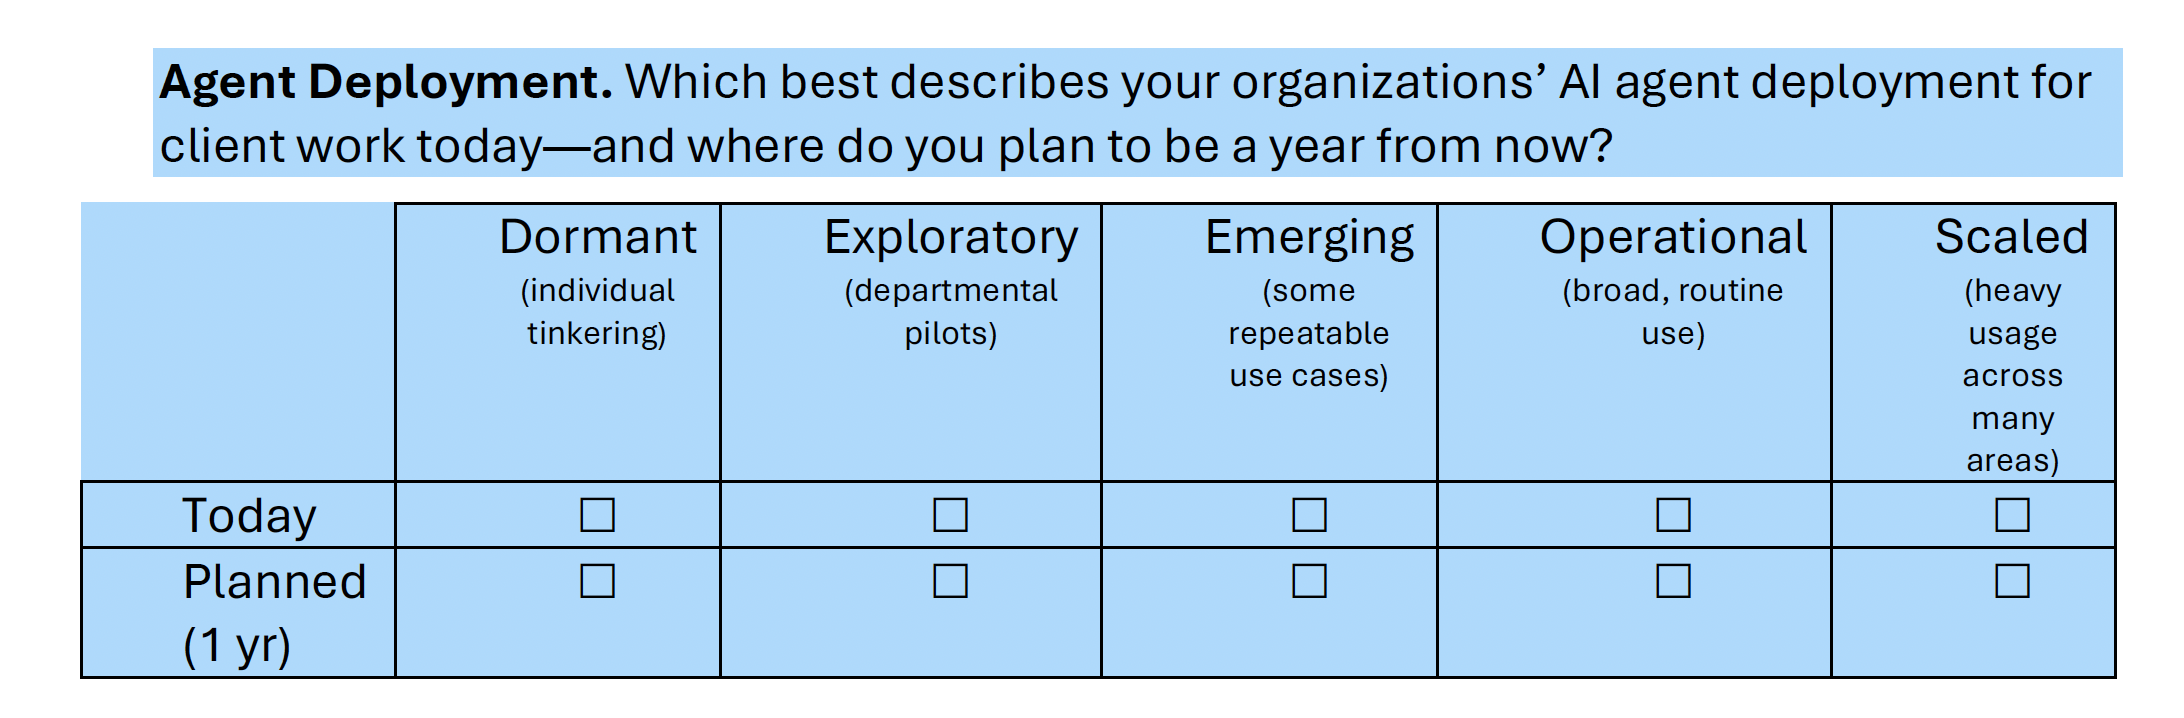 Agent Deployment. Which best describes your organizations’ AI agent deployment for
client work today—and where do you plan to be a year from now?
Dormant
(individual
tinkering)
Exploratory
(departmental
pilots)
Emerging
(some
repeatable
use cases)
Operational
(broad, routine
use)
Scaled
(heavy
usage
across
many
areas)
Today ☐ ☐ ☐ ☐ ☐
Planned ☐ ☐ ☐ ☐ ☐
(1 yr)